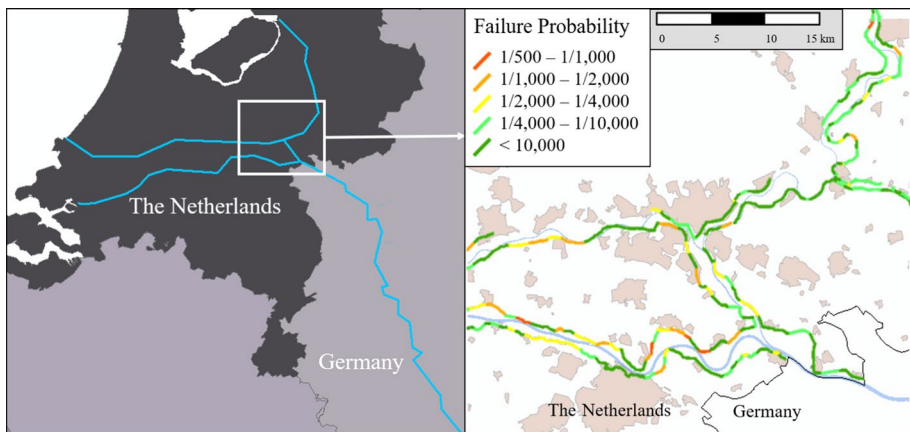 The Netherlands
Germany
Failure Probability
1/500 – 1/1,000
1/1,000 – 1/2,000
1/2,000 – 1/4,000
1/4,000 – 1/10,000
< 10,000
0 5 10 15 km
The Netherlands Germany